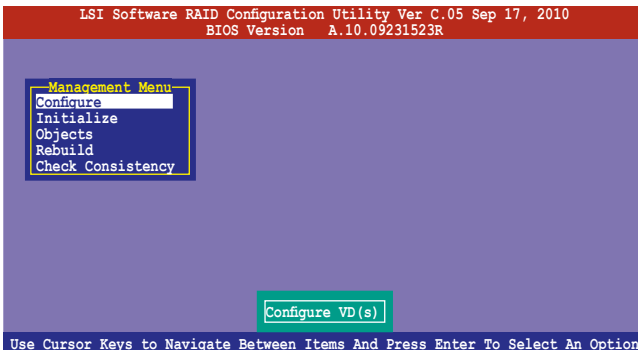 LSI Software RAID Configuration Utility Ver C.05 Sep 17, 2010
BIOS Version A.10.09231523R
Management Menu
Configure
Initialize
Objects
Rebuild
Check Consistency
Configure VD(s)
Use Cursor Keys to Navigate Between Items And Press Enter To Select An Option